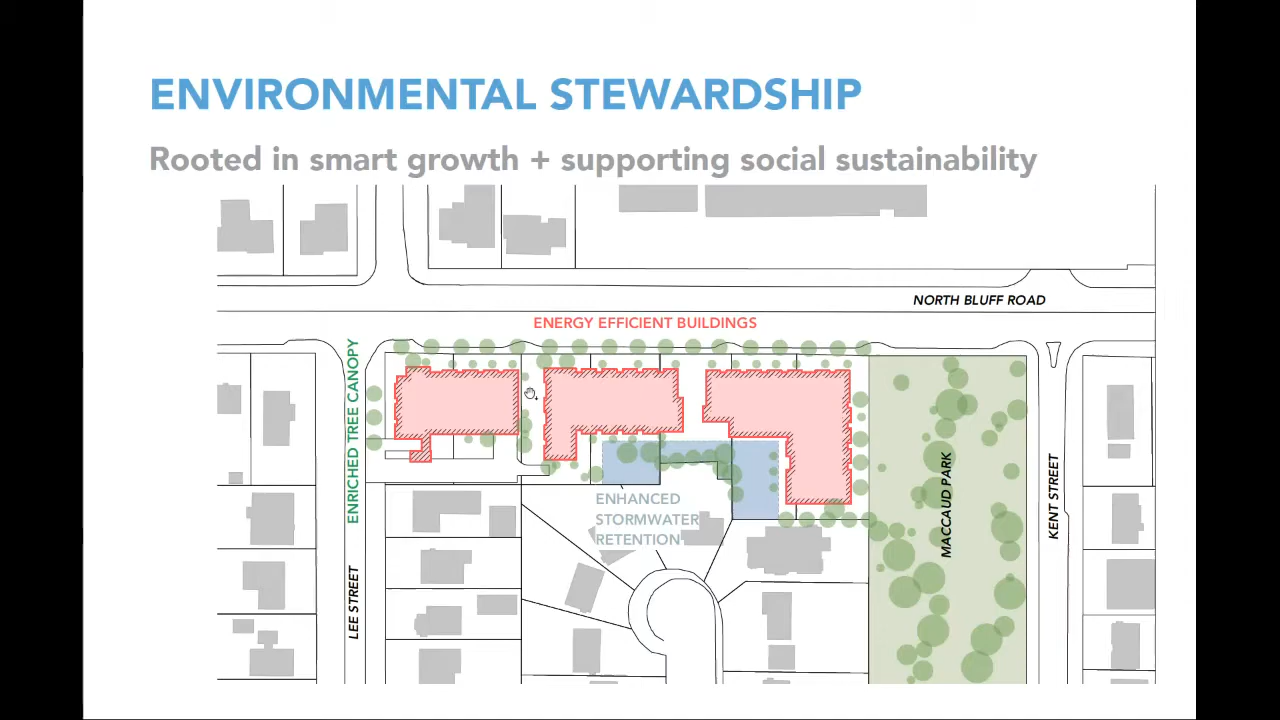 ENVIRONMENTAL STEWARDSHIP
Rooted in smart growth + supporting social sustainability
NORTH BLUFF ROAD
ENERGY EFFICIENT BUILDINGS
ENRICHED TREE CANOPY
ENHANCED
STORMWATER
RETENTION
MACCAUD PARK
KENT STREET
LEE STREET